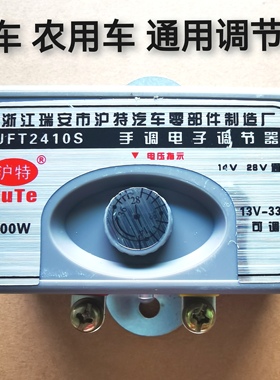 车 农用车 通用调节
浙江瑞安市沪特汽车零部件制造厂
JFT2410S 手调电子调节器
▼电压指示
14V 28V
沪特®
HuTe
28
00W
13V-33
可调